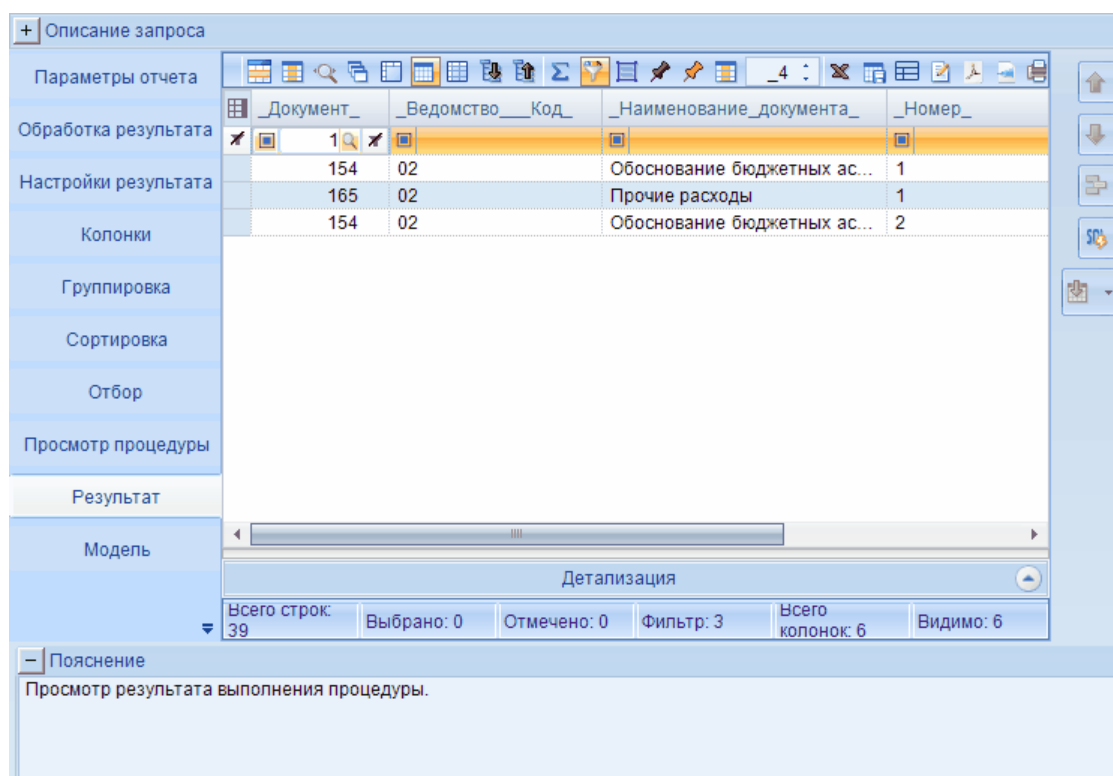 Описание запроса
Параметры отчета
Обработка результата
Настройки результата
Колонки
Группировка
Сортировка
Отбор
Просмотр процедуры
Результат
Модель
_4
_Документ_ _Ведомство___Код_ _Наименование_документа_ _Номер_
1
154 02 Обоснование бюджетных ас... 1
165 02 Прочие расходы 1
154 02 Обоснование бюджетных ас... 2
SQL
Детализация
Всего строк: 39
Выбрано: 0
Отмечено: 0
Фильтр: 3
Всего колонок: 6
Видимо: 6
Пояснение
Просмотр результата выполнения процедуры.